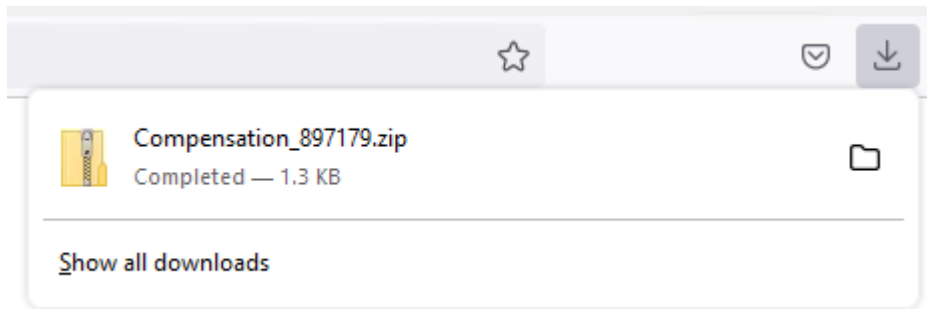 Compensation_897179.zip
Completed — 1.3 KB
Show all downloads